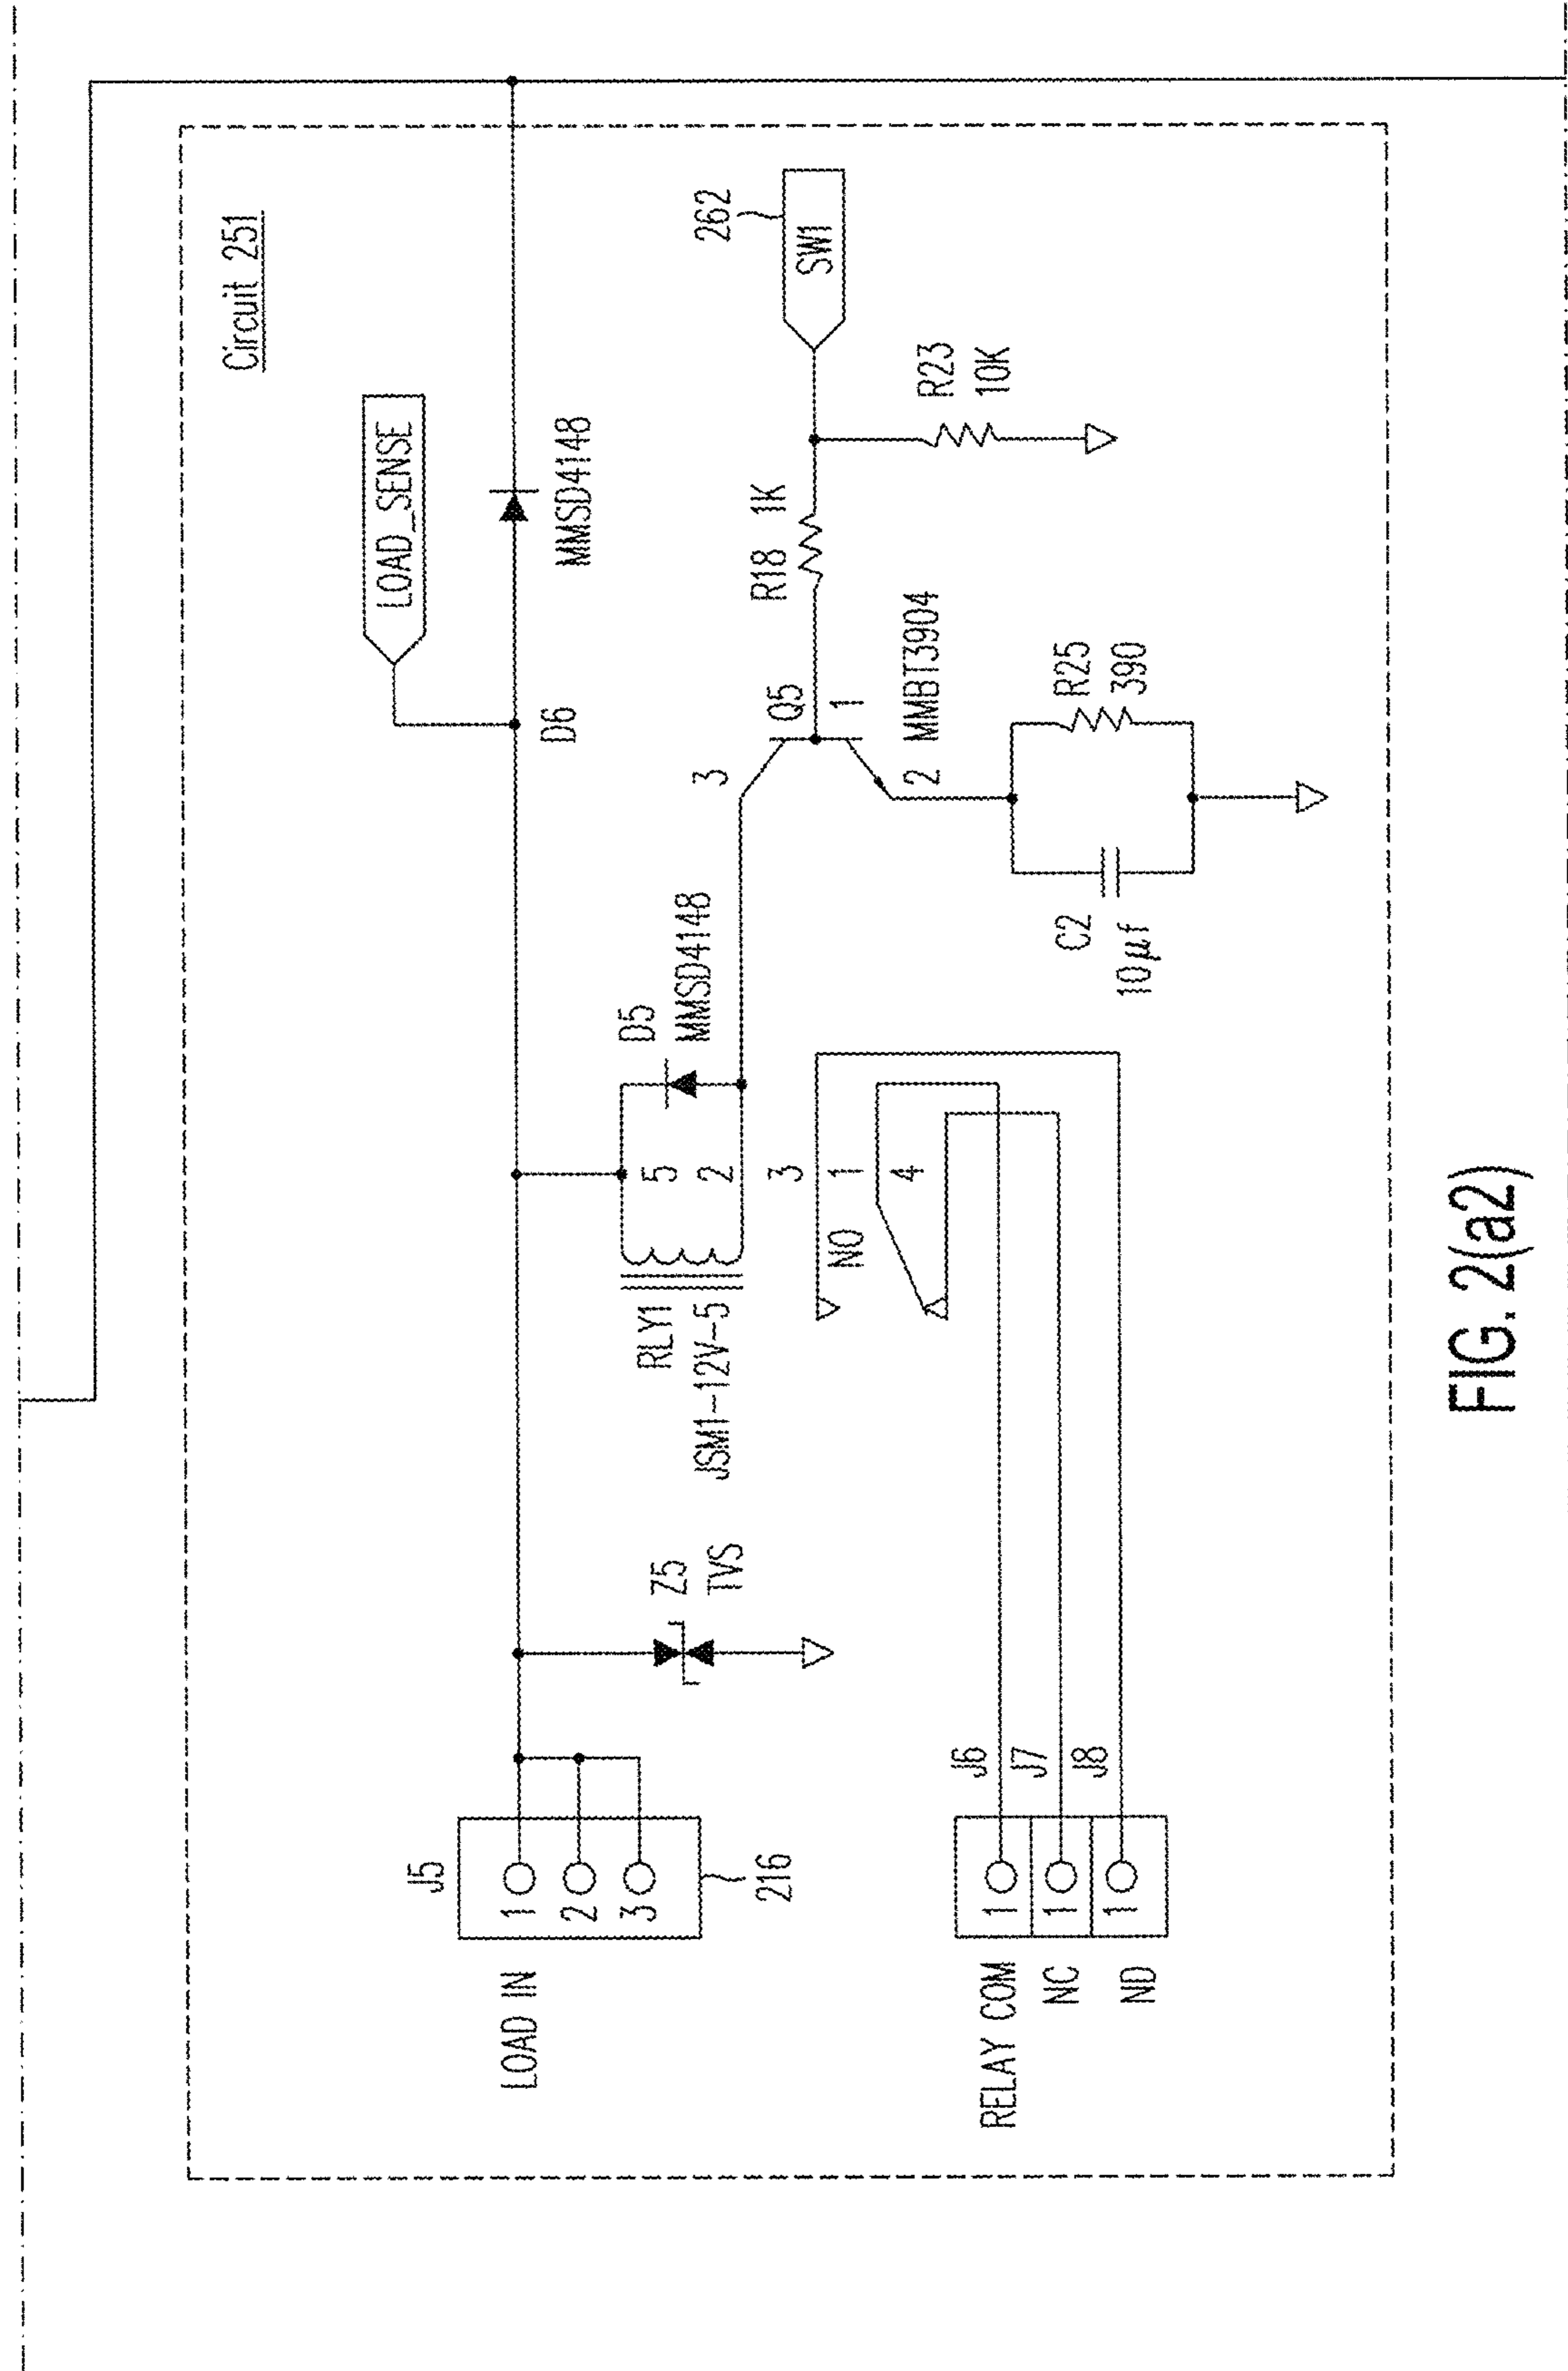 Circuit 251
LOAD_SENSE
D6
MMSD4148
262
SW1
R18 1K
R23
10K
Q5
3
1
2
MMBT3904
R25
390
C2
10µf
D5
MMSD4148
5
2
RLY1
JSM1-12V-5
3
NO
1
4
Z5
TVS
J5
LOAD IN
1
2
3
216
RELAY COM
1
J6
NC
1
J7
ND
1
J8
FIG. 2(a2)